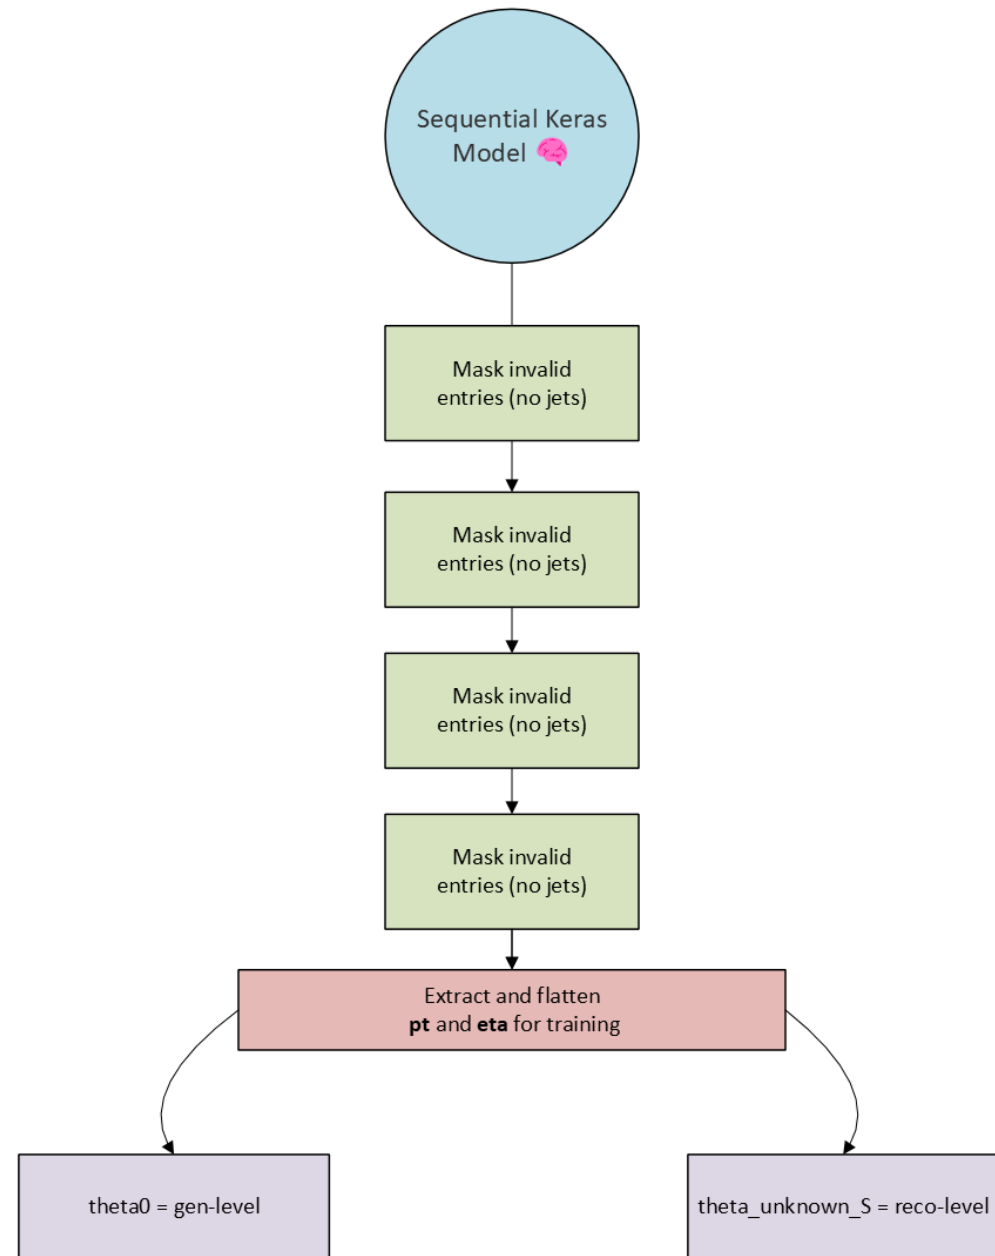 Sequential Keras
Model 🧠
Mask invalid
entries (no jets)
Mask invalid
entries (no jets)
Mask invalid
entries (no jets)
Mask invalid
entries (no jets)
Extract and flatten
pt and eta for training
theta0 = gen-level
theta_unknown_S = reco-level